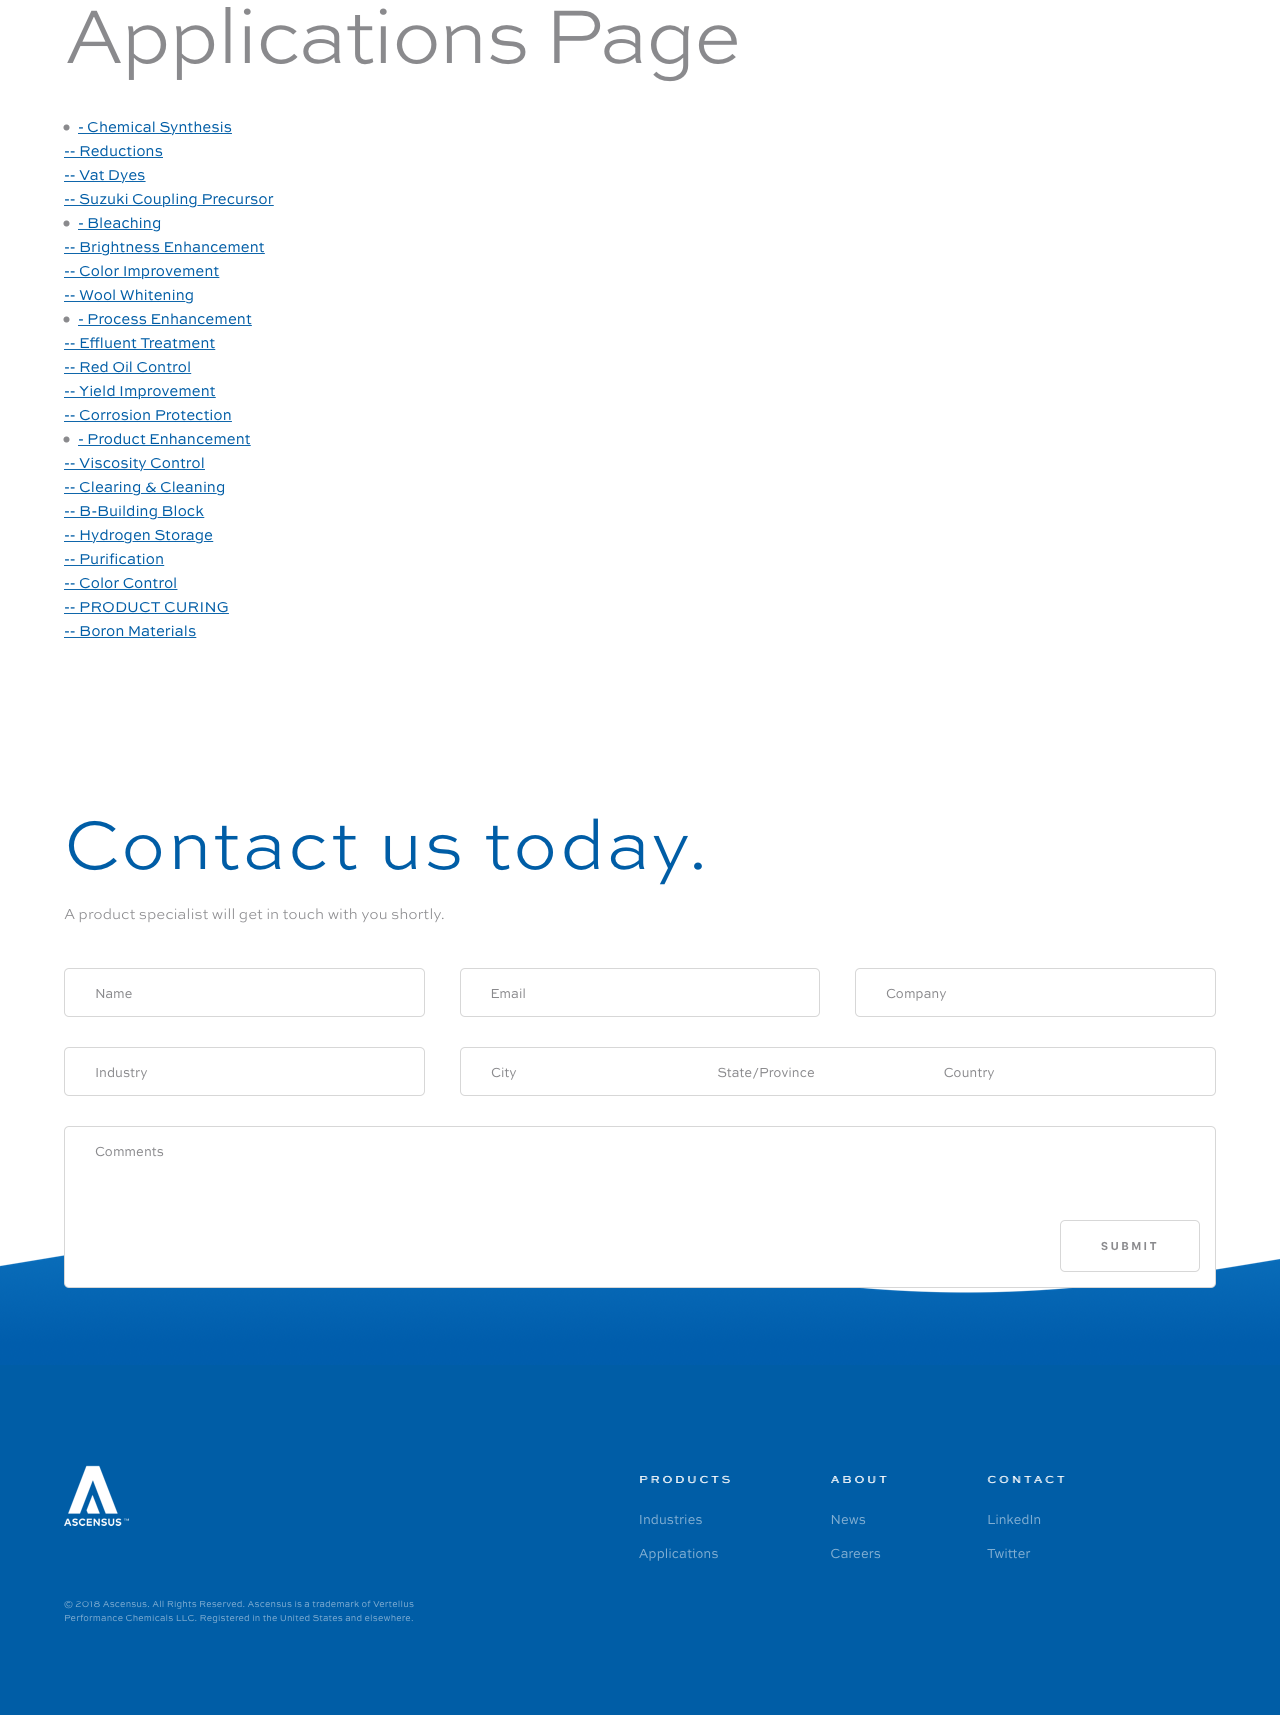 Applications Page
- Chemical Synthesis
-- Reductions
-- Vat Dyes
-- Suzuki Coupling Precursor
- Bleaching
-- Brightness Enhancement
-- Color Improvement
-- Wool Whitening
- Process Enhancement
-- Effluent Treatment
-- Red Oil Control
-- Yield Improvement
-- Corrosion Protection
- Product Enhancement
-- Viscosity Control
-- Clearing & Cleaning
-- B-Building Block
-- Hydrogen Storage
-- Purification
-- Color Control
-- PRODUCT CURING
-- Boron Materials
Contact us today.
A product specialist will get in touch with you shortly.
Name
Email
Company
Industry
City
State/Province
Country
Comments
SUBMIT
ASCENSUS™
PRODUCTS
Industries
Applications
ABOUT
News
Careers
CONTACT
LinkedIn
Twitter
© 2018 Ascensus. All Rights Reserved. Ascensus is a trademark of Vertellus
Performance Chemicals LLC. Registered in the United States and elsewhere.